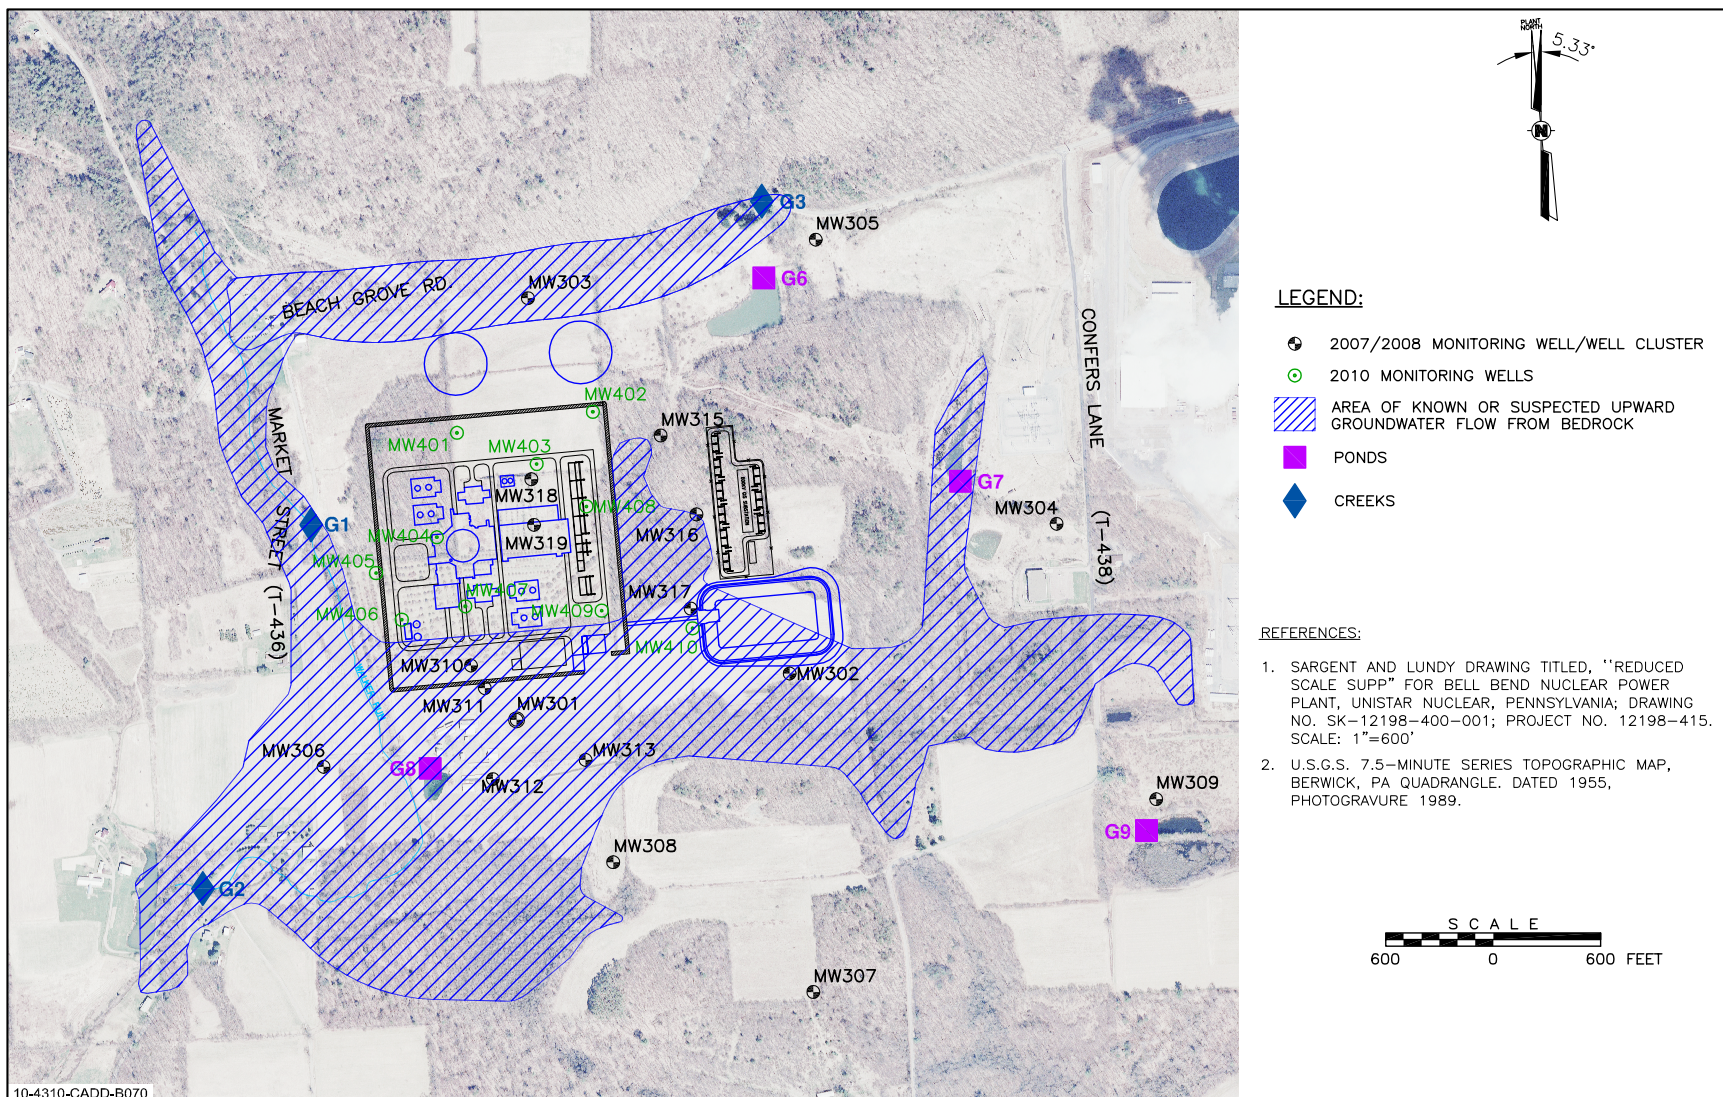 PLANT
NORTH
5.33°
N
G3
MW305
G6
BEACH GROVE RD.
MW303
CONFERS LANE
(T-438)
MARKET STREET (T-436)
MW402
MW401
MW403
MW315
MW318
MW408
MW316
G7
MW304
G1
MW404
MW319
MW405
MW407
MW317
MW406
MW409
MW410
MW310
MW302
MW311
MW301
MW306
MW313
G8
MW312
MW309
G9
MW308
G2
MW307
10-4310-CADD-B070
LEGEND:
2007/2008 MONITORING WELL/WELL CLUSTER
2010 MONITORING WELLS
AREA OF KNOWN OR SUSPECTED UPWARD
GROUNDWATER FLOW FROM BEDROCK
PONDS
CREEKS
REFERENCES:
1. SARGENT AND LUNDY DRAWING TITLED, ''REDUCED
SCALE SUPP" FOR BELL BEND NUCLEAR POWER
PLANT, UNISTAR NUCLEAR, PENNSYLVANIA; DRAWING
NO. SK-12198-400-001; PROJECT NO. 12198-415.
SCALE: 1"=600'
2. U.S.G.S. 7.5-MINUTE SERIES TOPOGRAPHIC MAP,
BERWICK, PA QUADRANGLE. DATED 1955,
PHOTOGRAVURE 1989.
SCALE
600 0 600 FEET